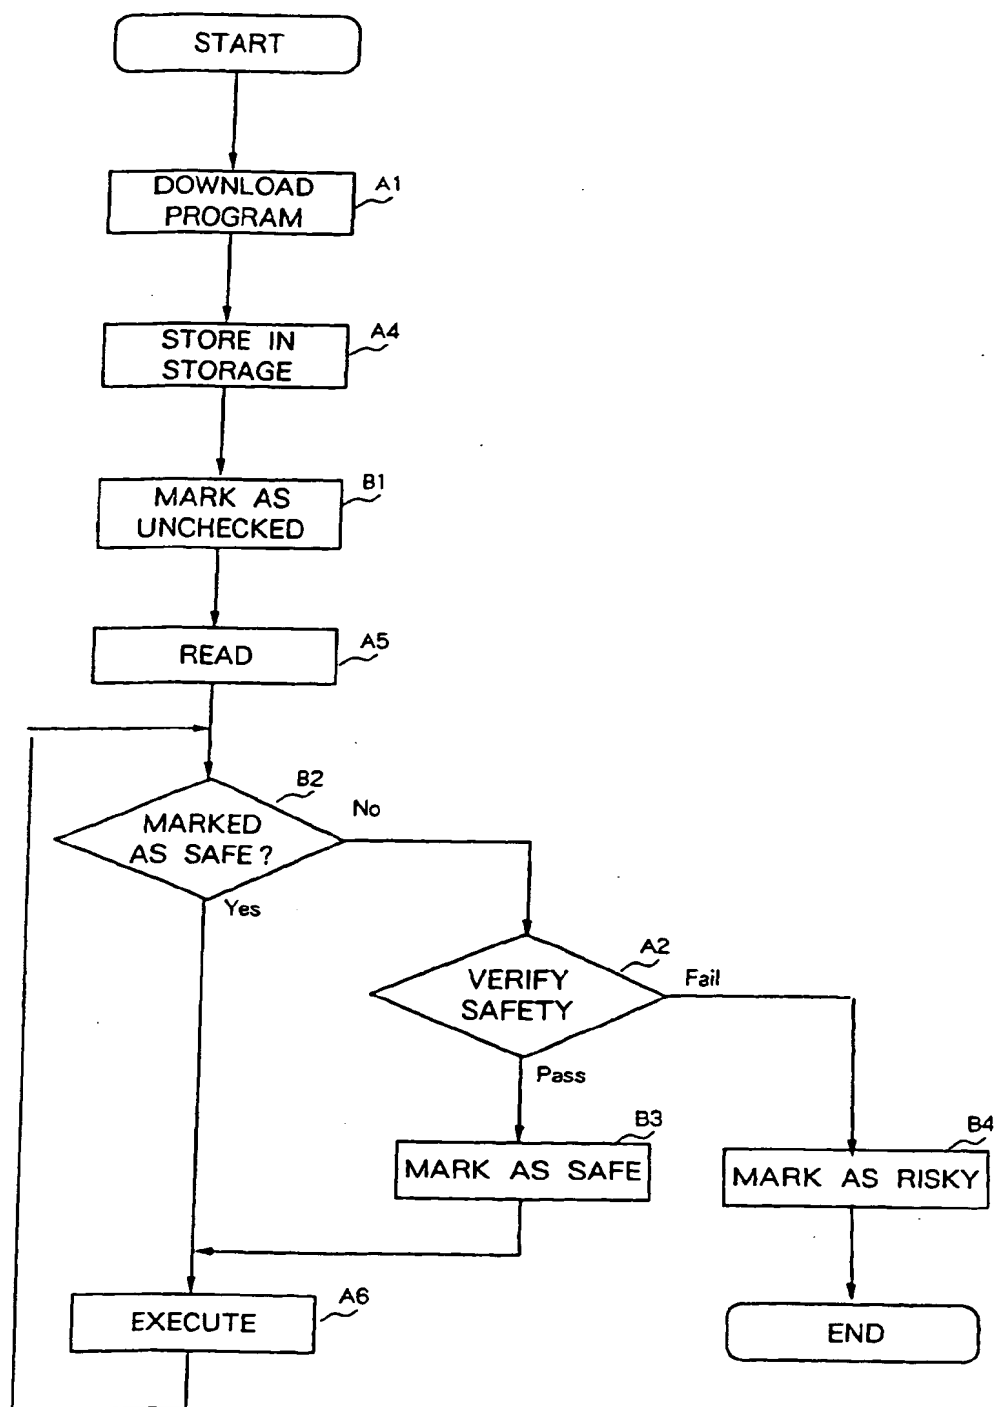 START
DOWNLOAD
PROGRAM
A1
STORE IN
STORAGE
A4
MARK AS
UNCHECKED
B1
READ
A5
MARKED
AS SAFE?
B2
No
Yes
VERIFY
SAFETY
A2
Fail
Pass
MARK AS SAFE
B3
MARK AS RISKY
B4
EXECUTE
A6
END